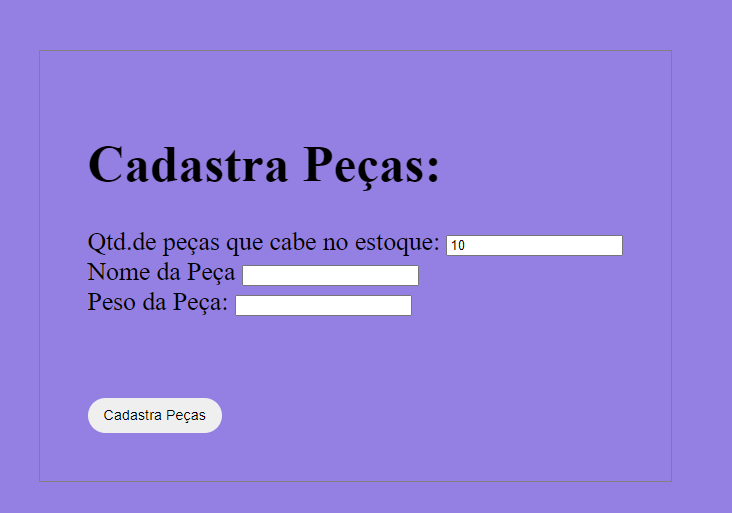 Cadastra Peças:
Qtd.de peças que cabe no estoque: 10
Nome da Peça
Peso da Peça:
Cadastra Peças